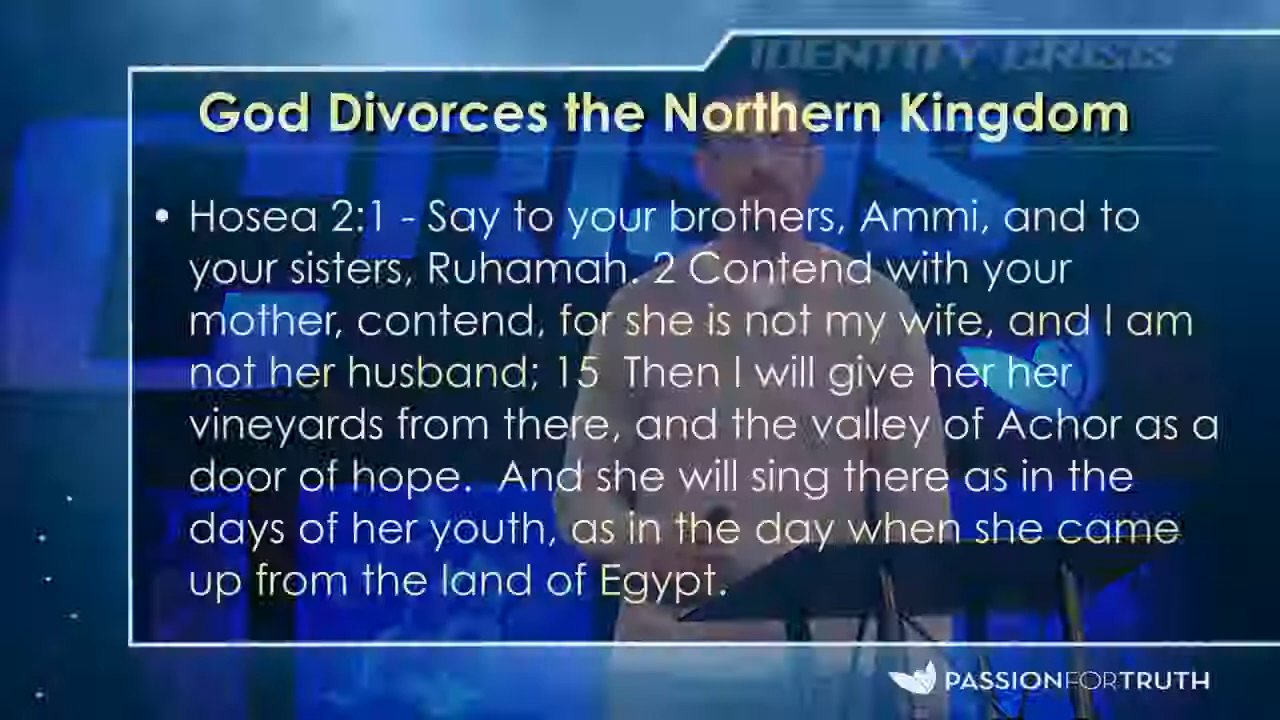 IDENTITY CRISIS
God Divorces the Northern Kingdom
CRISIS
• Hosea 2:1 - Say to your brothers, Ammi, and to
your sisters, Ruhamah. 2 Contend with your
mother, contend, for she is not my wife, and I am
not her husband; 15 Then I will give her her
vineyards from there, and the valley of Achor as a
door of hope. And she will sing there as in the
days of her youth, as in the day when she came
up from the land of Egypt.
PASSIONFORTRUTH